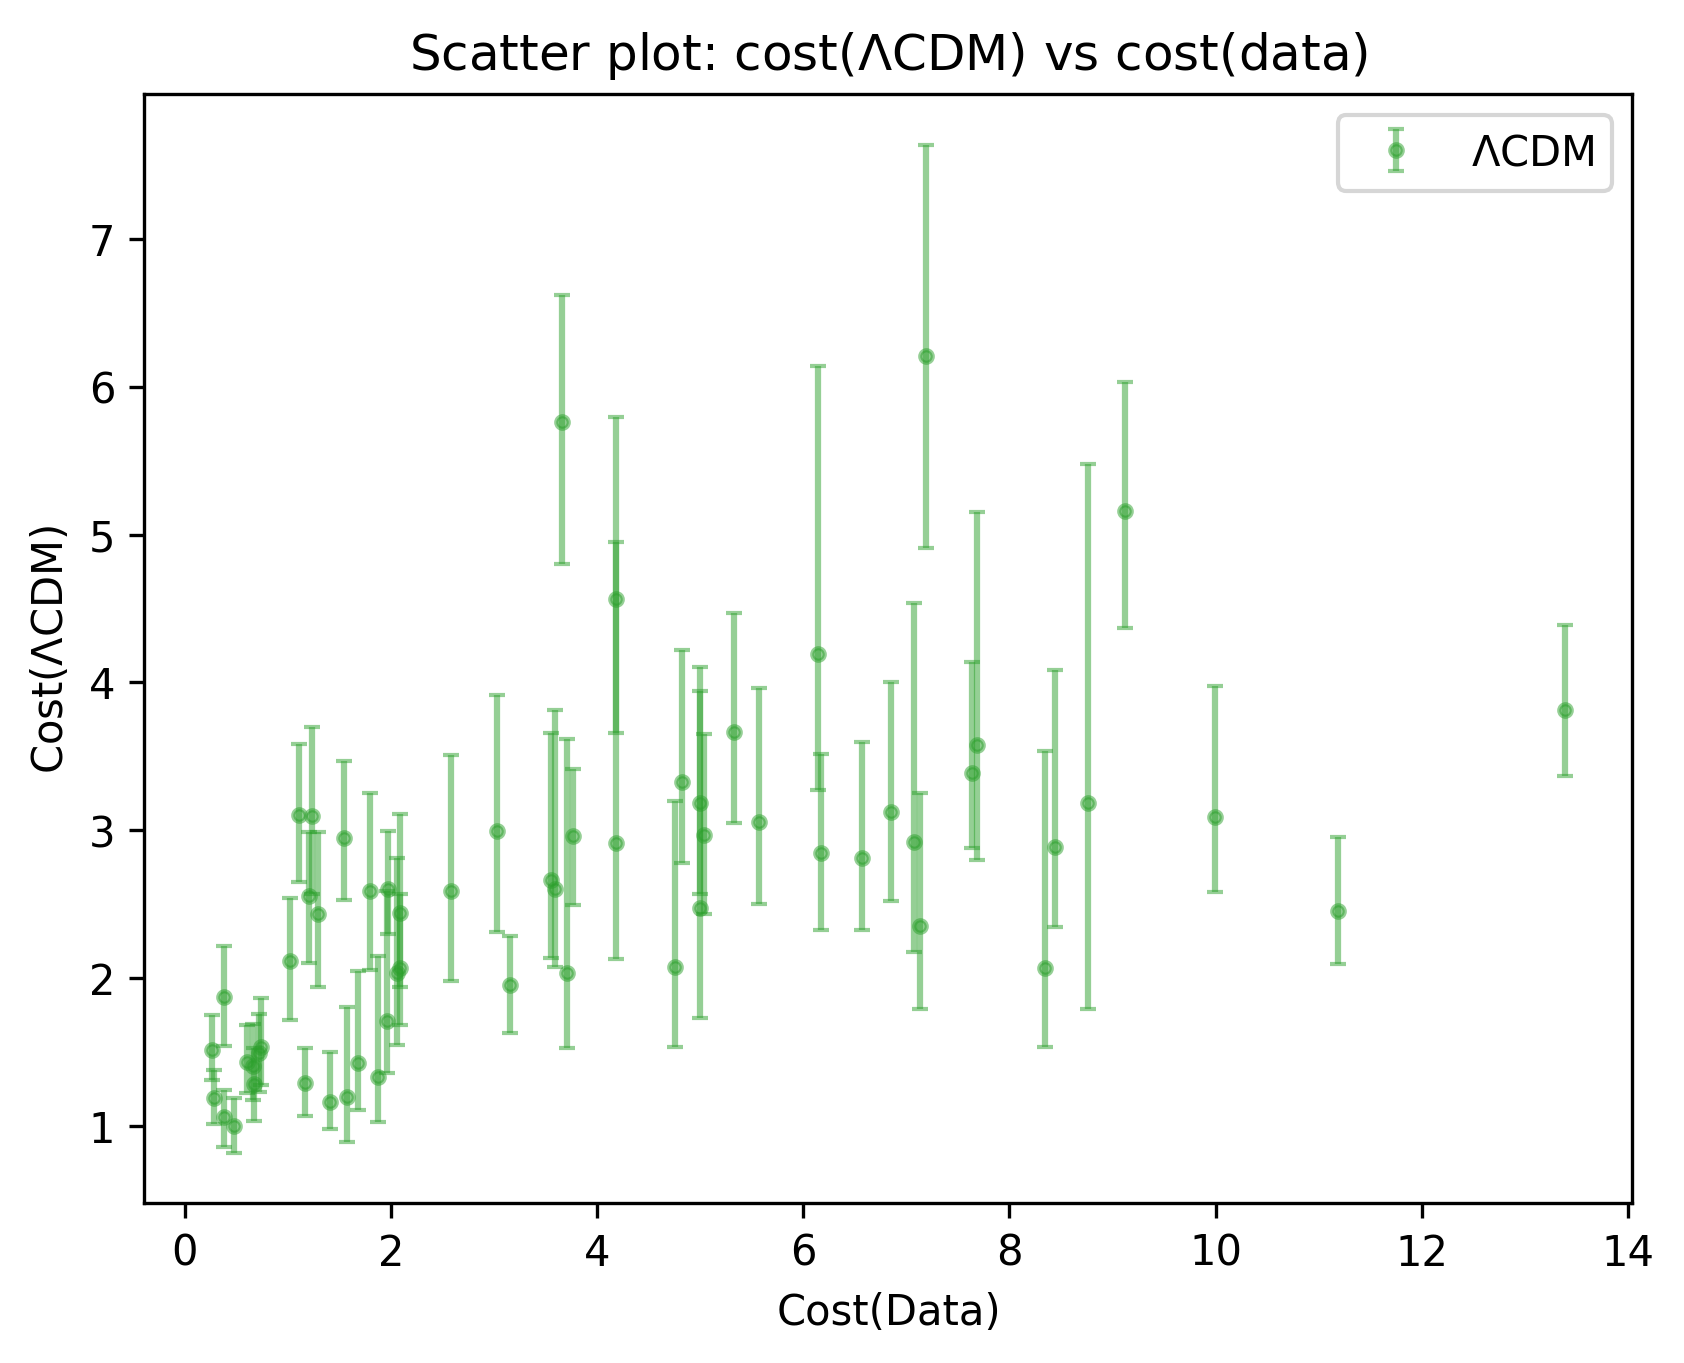 Scatter plot: cost(ΛCDM) vs cost(data)
ΛCDM
7
6
5
4
3
2
1
Cost(ΛCDM)
0 2 4 6 8 10 12 14
Cost(Data)